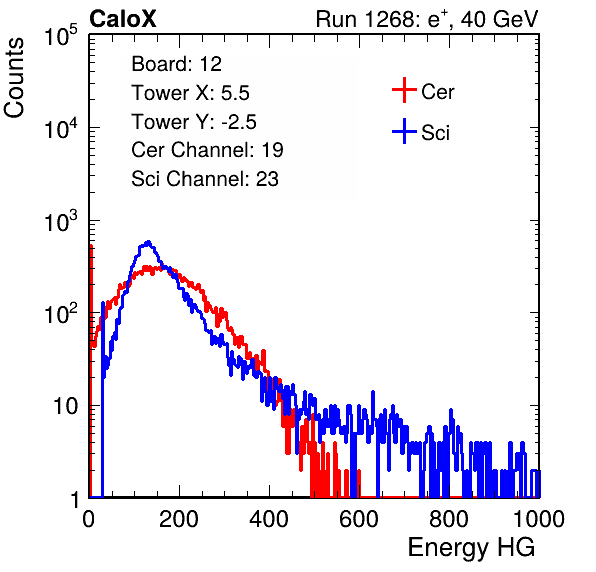 CaloX Run 1268: e⁺, 40 GeV
Board: 12
Tower X: 5.5
Tower Y: -2.5
Cer Channel: 19
Sci Channel: 23
Cer
Sci
Counts
10⁵
10⁴
10³
10²
10
1
0 200 400 600 800 1000
Energy HG